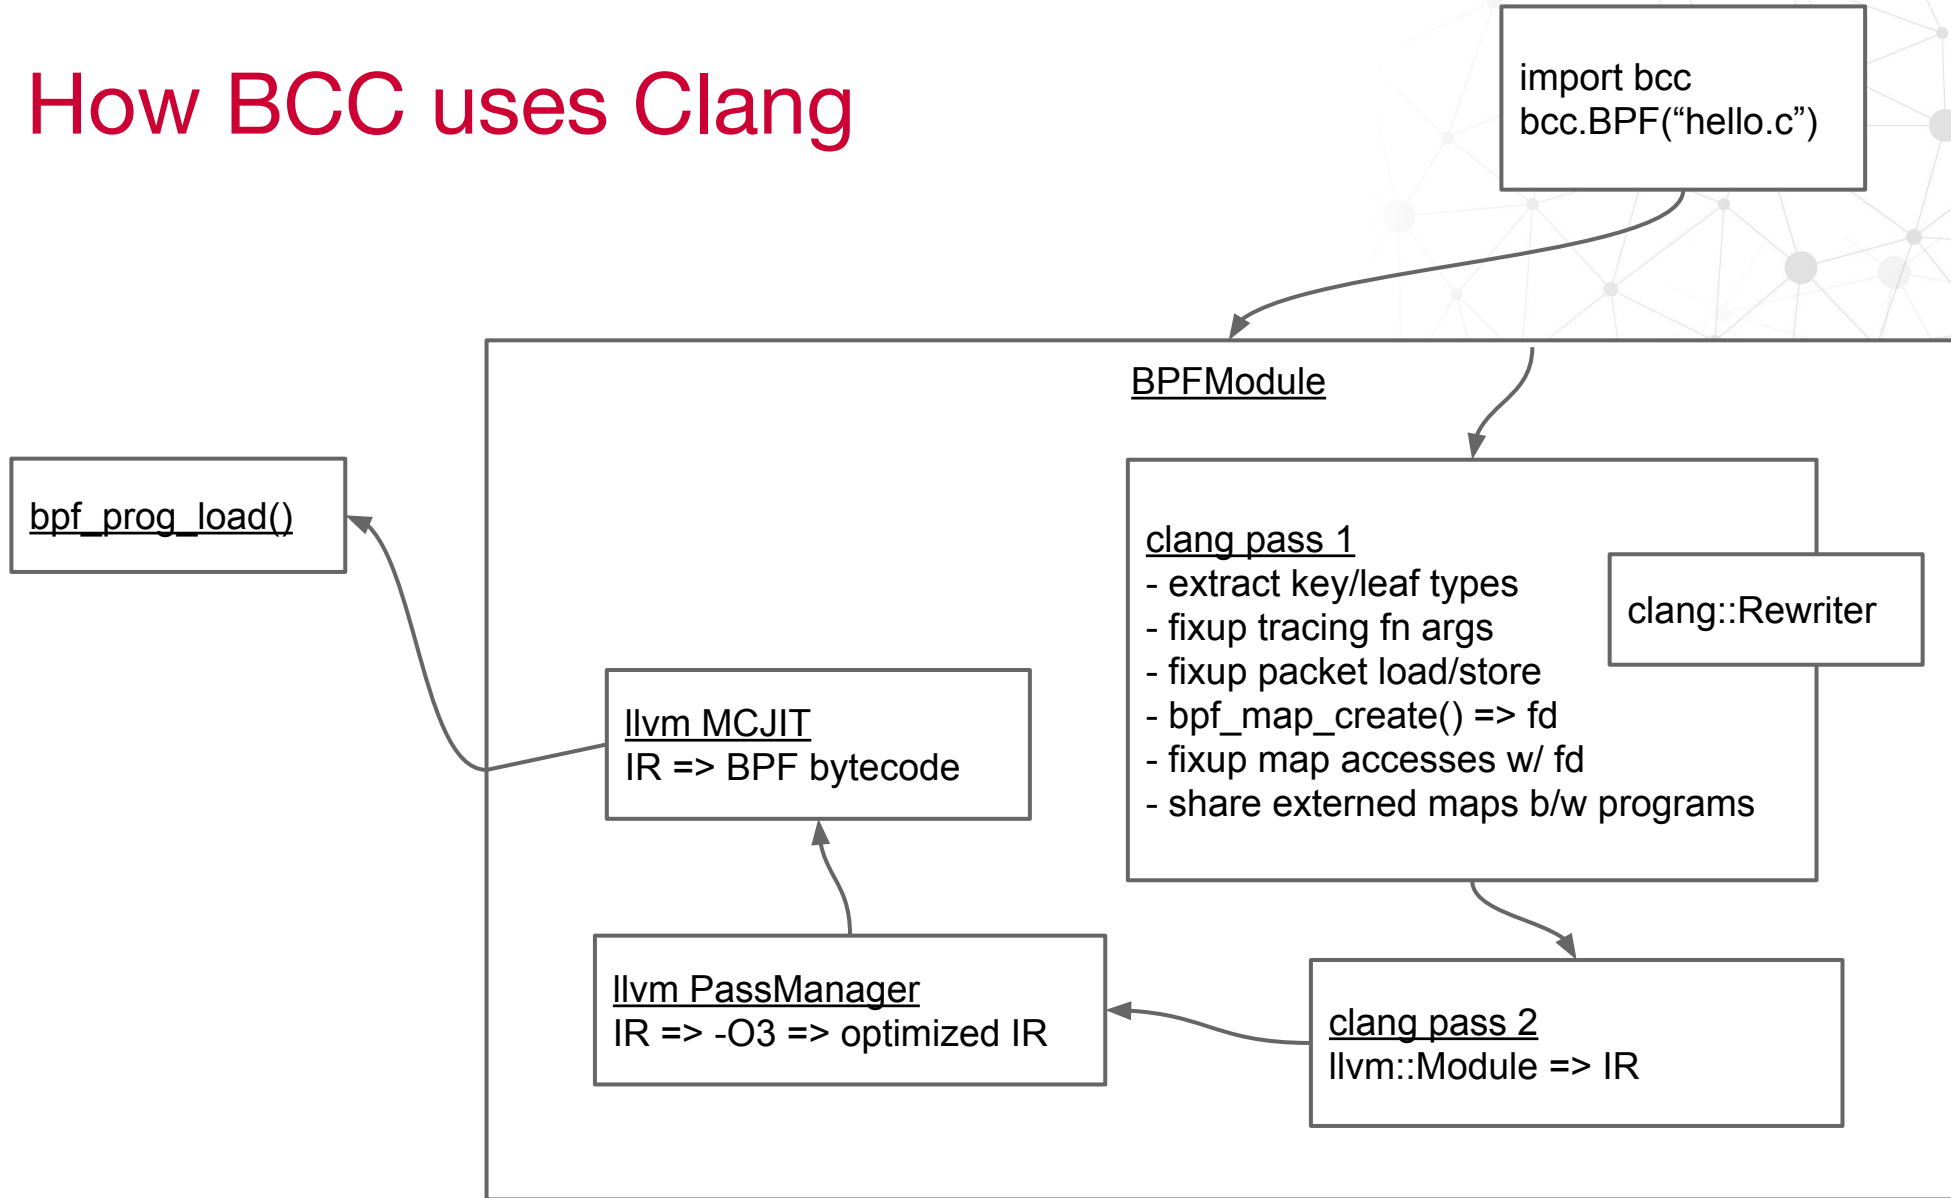 How BCC uses Clang
import bcc
bcc.BPF(“hello.c”)
BPFModule
bpf_prog_load()
clang pass 1
- extract key/leaf types
- fixup tracing fn args
- fixup packet load/store
- bpf_map_create() => fd
- fixup map accesses w/ fd
- share externed maps b/w programs
clang::Rewriter
llvm MCJIT
IR => BPF bytecode
llvm PassManager
IR => -O3 => optimized IR
clang pass 2
llvm::Module => IR